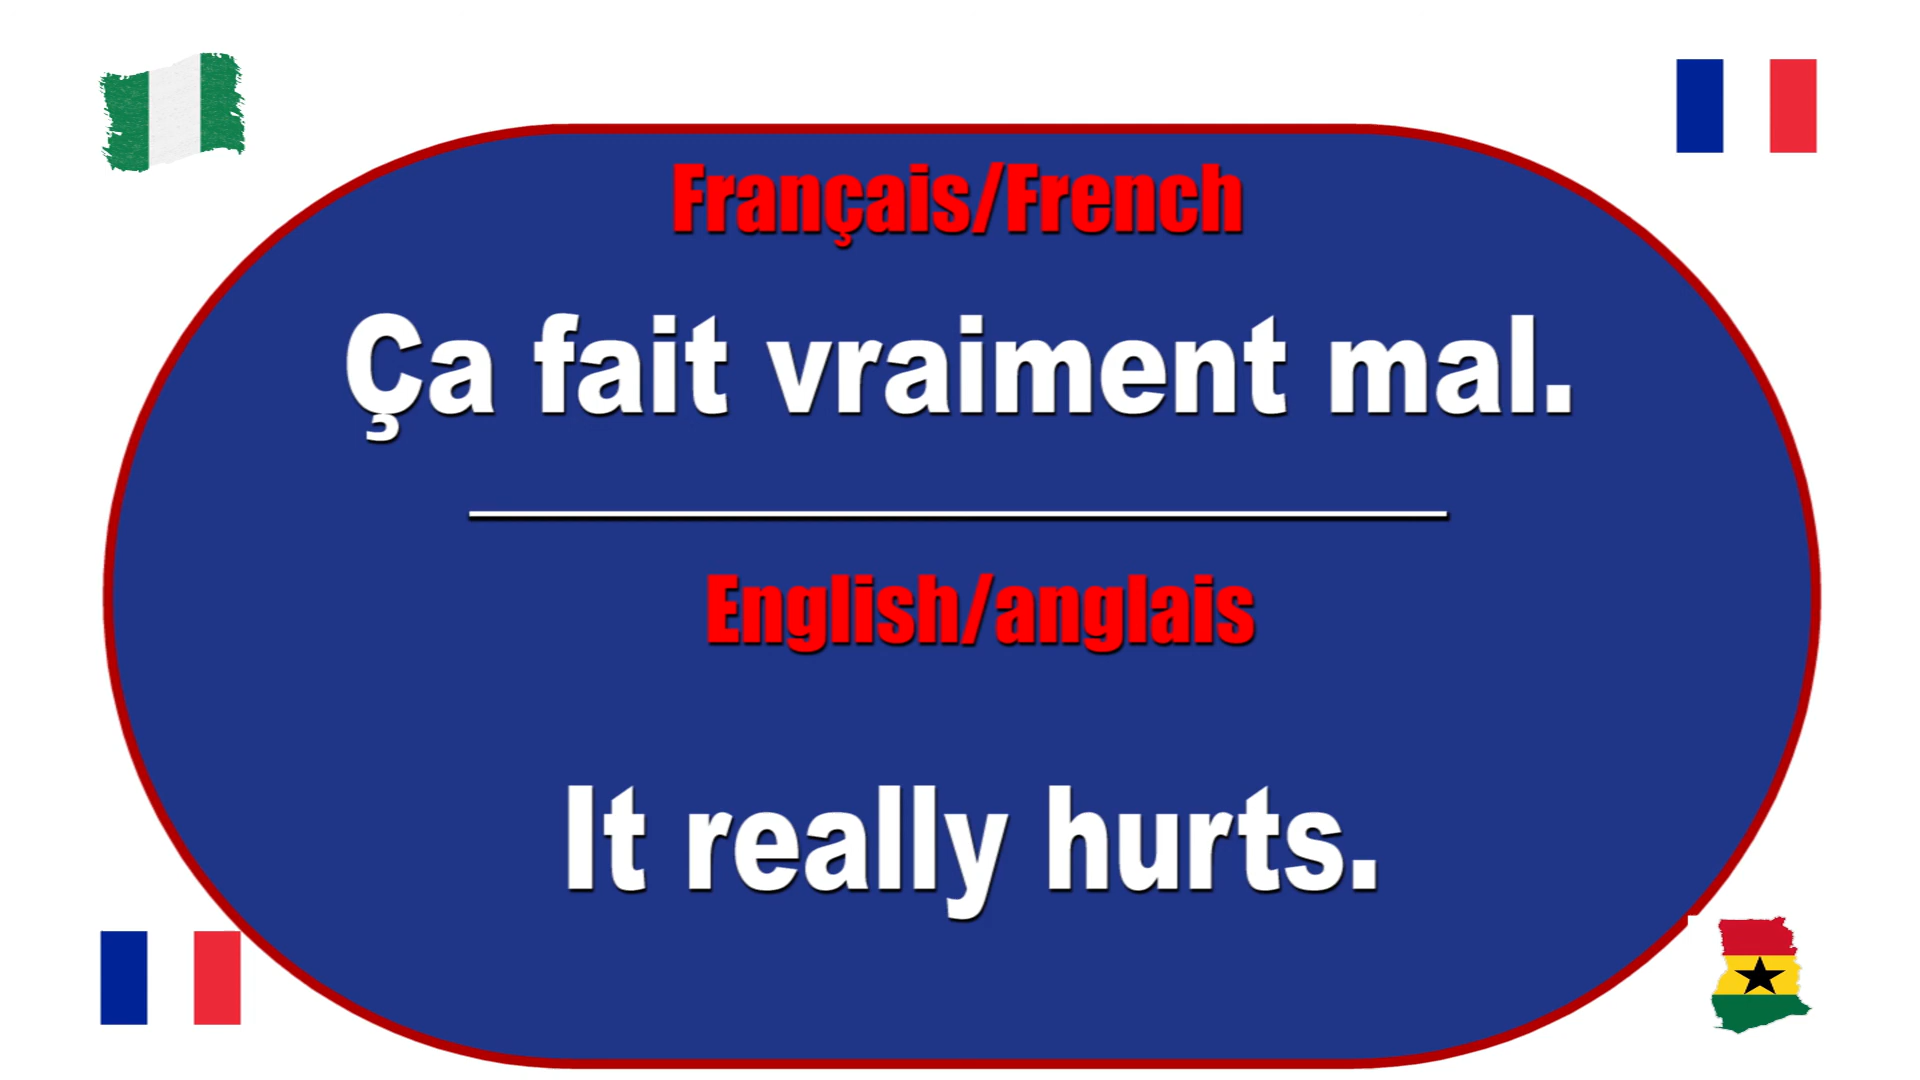 Français/French
Ça fait vraiment mal.
English/anglais
It really hurts.